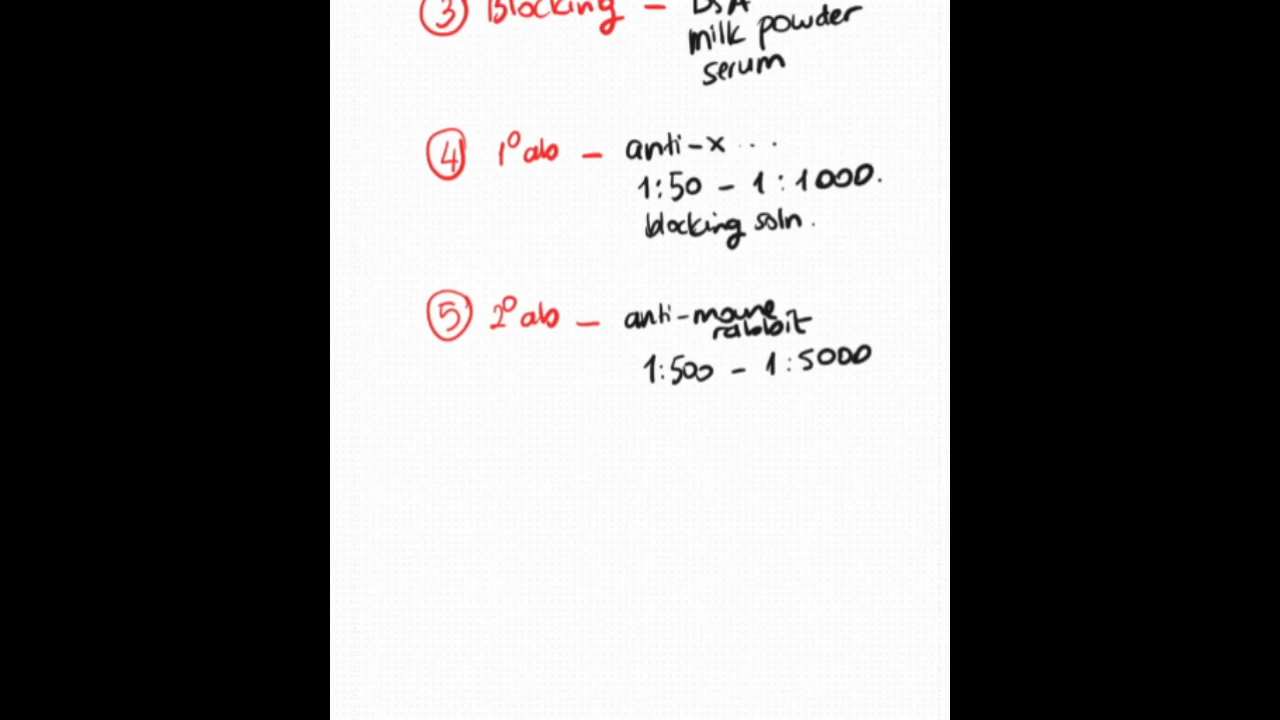 ③ Blocking - BSA
milk powder
serum
④ 1° ab - anti-x ...
1:50 - 1:1000.
blocking soln.
⑤ 2° ab - anti-mouse
rabbit
1:500 - 1:5000